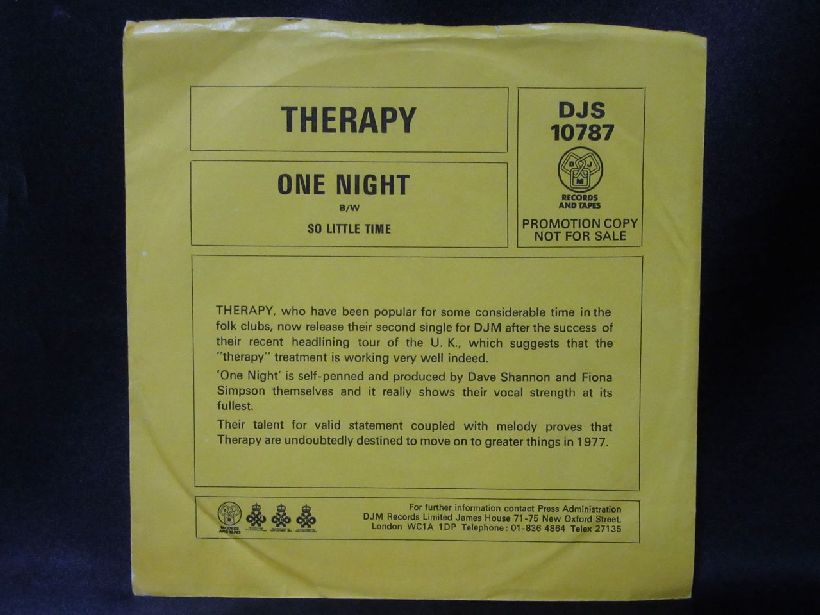 THERAPY
ONE NIGHT
B/W
SO LITTLE TIME
DJS
10787
DJM
RECORDS
AND TAPES
PROMOTION COPY
NOT FOR SALE
THERAPY, who have been popular for some considerable time in the
folk clubs, now release their second single for DJM after the success of
their recent headlining tour of the U. K., which suggests that the
"therapy" treatment is working very well indeed.
'One Night' is self-penned and produced by Dave Shannon and Fiona
Simpson themselves and it really shows their vocal strength at its
fullest.
Their talent for valid statement coupled with melody proves that
Therapy are undoubtedly destined to move on to greater things in 1977.
RECORDS
AND TAPES
For further information contact Press Administration
DJM Records Limited James House 71-75 New Oxford Street,
London WC1A 1DP Telephone: 01-836 4864 Telex 27135